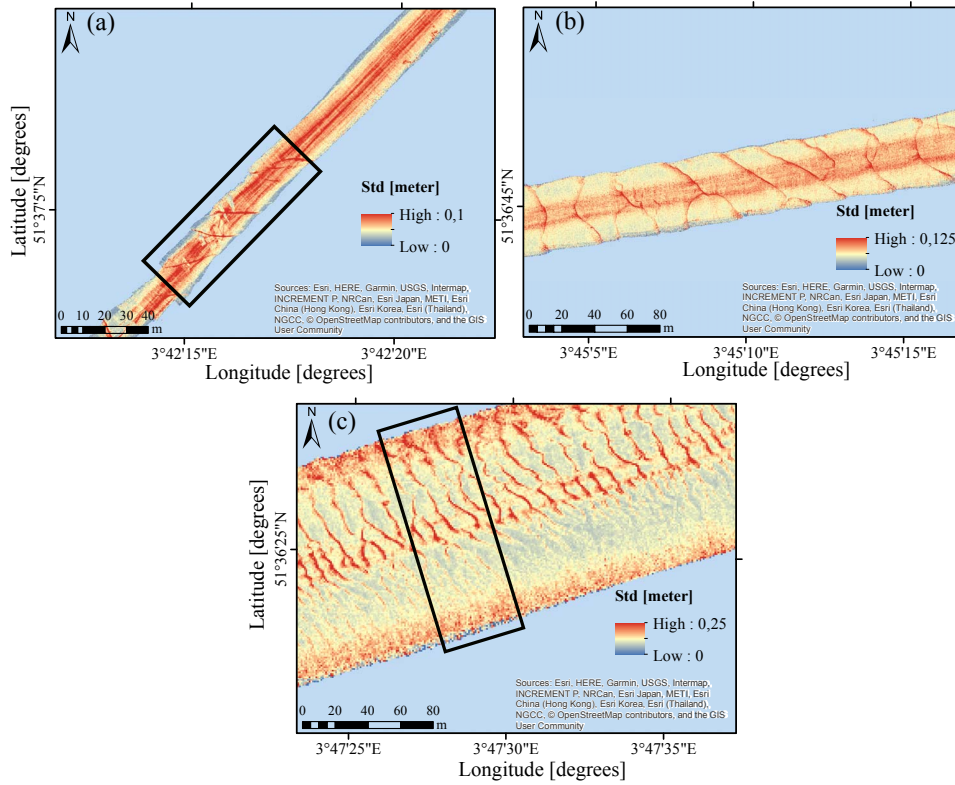 N
(a)
Latitude [degrees]
51°37'5"N
Std [meter]
High : 0,1
Low : 0
Sources: Esri, HERE, Garmin, USGS, Intermap,
INCREMENT P, NRCan, Esri Japan, METI, Esri
China (Hong Kong), Esri Korea, Esri (Thailand),
NGCC, © OpenStreetMap contributors, and the GIS
User Community
0 10 20 30 40
m
3°42'15"E 3°42'20"E
Longitude [degrees]
N
(b)
51°36'45"N
Std [meter]
High : 0,125
Low : 0
Sources: Esri, HERE, Garmin, USGS, Intermap,
INCREMENT P, NRCan, Esri Japan, METI, Esri
China (Hong Kong), Esri Korea, Esri (Thailand),
NGCC, © OpenStreetMap contributors, and the GIS
User Community
0 20 40 60 80
m
3°45'5"E 3°45'10"E 3°45'15"E
Longitude [degrees]
N
(c)
Latitude [degrees]
51°36'25"N
Std [meter]
High : 0,25
Low : 0
Sources: Esri, HERE, Garmin, USGS, Intermap,
INCREMENT P, NRCan, Esri Japan, METI, Esri
China (Hong Kong), Esri Korea, Esri (Thailand),
NGCC, © OpenStreetMap contributors, and the GIS
User Community
0 20 40 60 80
m
3°47'25"E 3°47'30"E 3°47'35"E
Longitude [degrees]